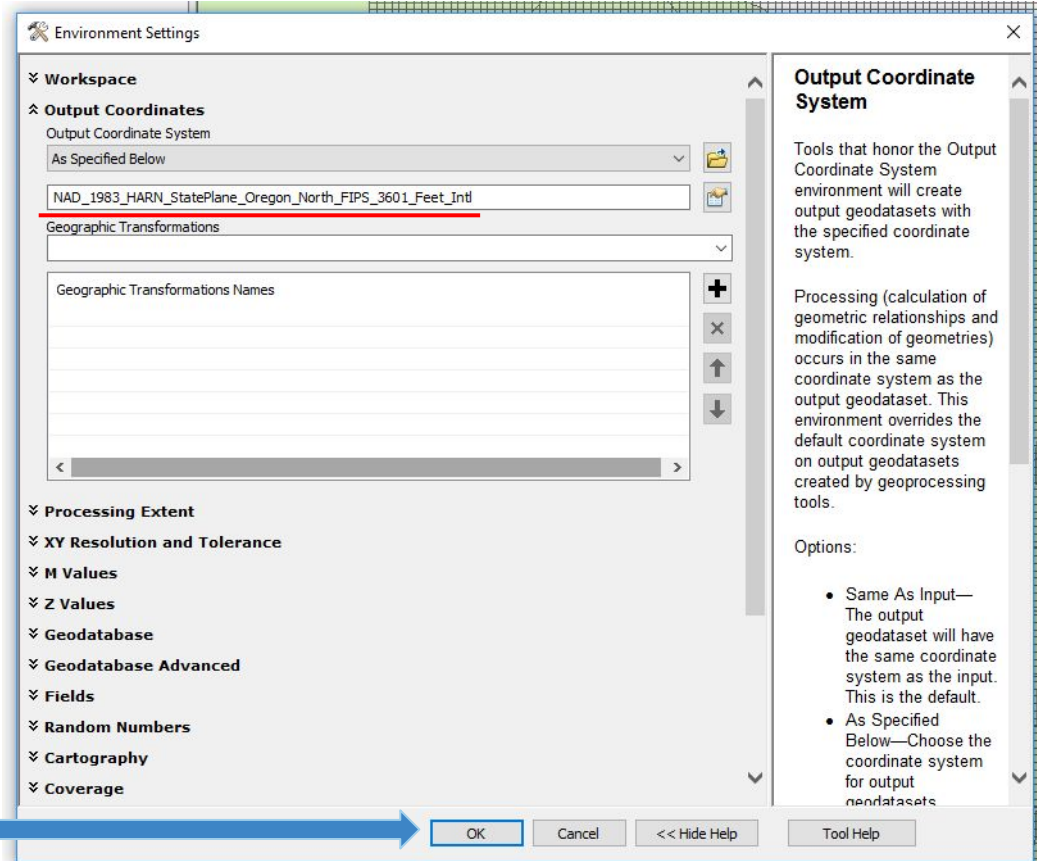 Environment Settings
Workspace
Output Coordinates
Output Coordinate System
As Specified Below
NAD_1983_HARN_StatePlane_Oregon_North_FIPS_3601_Feet_Intl
Geographic Transformations
Geographic Transformations Names
Processing Extent
XY Resolution and Tolerance
M Values
Z Values
Geodatabase
Geodatabase Advanced
Fields
Random Numbers
Cartography
Coverage
Output Coordinate
System
Tools that honor the Output
Coordinate System
environment will create
output geodatasets with
the specified coordinate
system.
Processing (calculation of
geometric relationships and
modification of geometries)
occurs in the same
coordinate system as the
output geodataset. This
environment overrides the
default coordinate system
on output geodatasets
created by geoprocessing
tools.
Options:
• Same As Input—
The output
geodataset will have
the same coordinate
system as the input.
This is the default.
• As Specified
Below—Choose the
coordinate system
for output
geodatasets
OK
Cancel
<< Hide Help
Tool Help